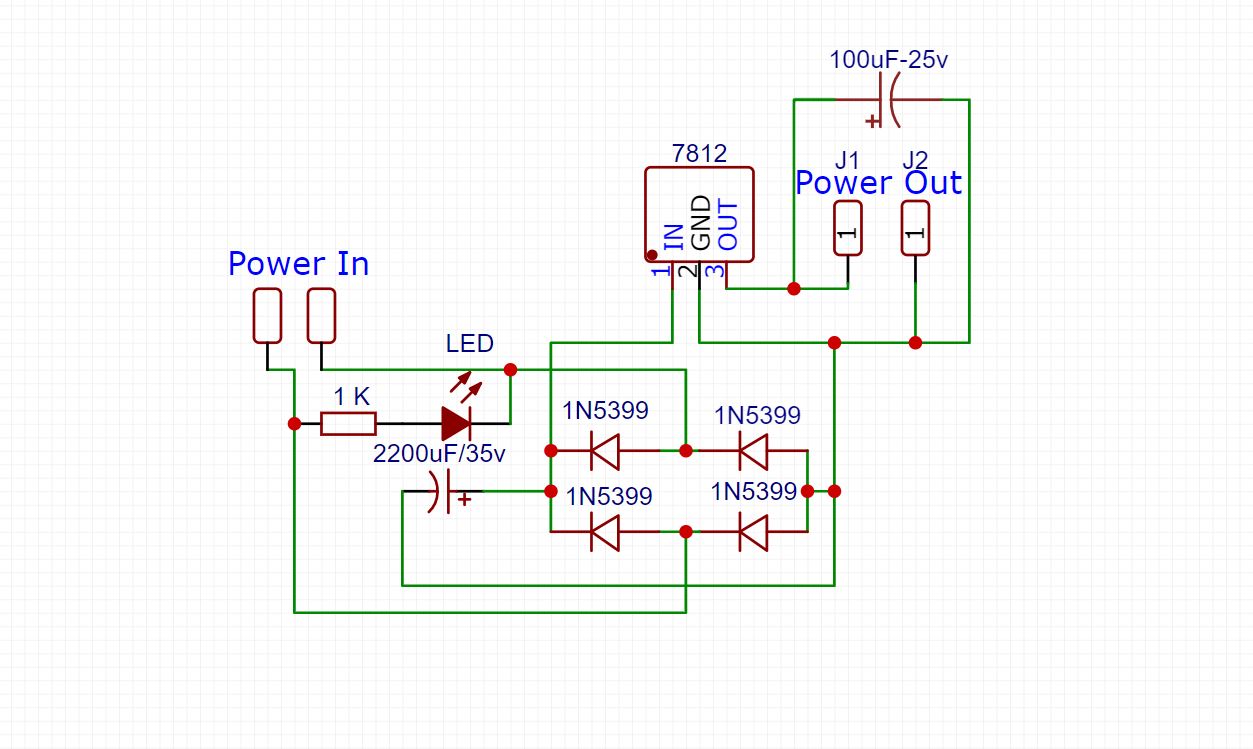 100uF-25v
7812
J1
J2
Power Out
IN
GND
OUT
1
1
1
2
3
Power In
LED
1 K
1N5399
1N5399
2200uF/35v
1N5399
1N5399
+
+